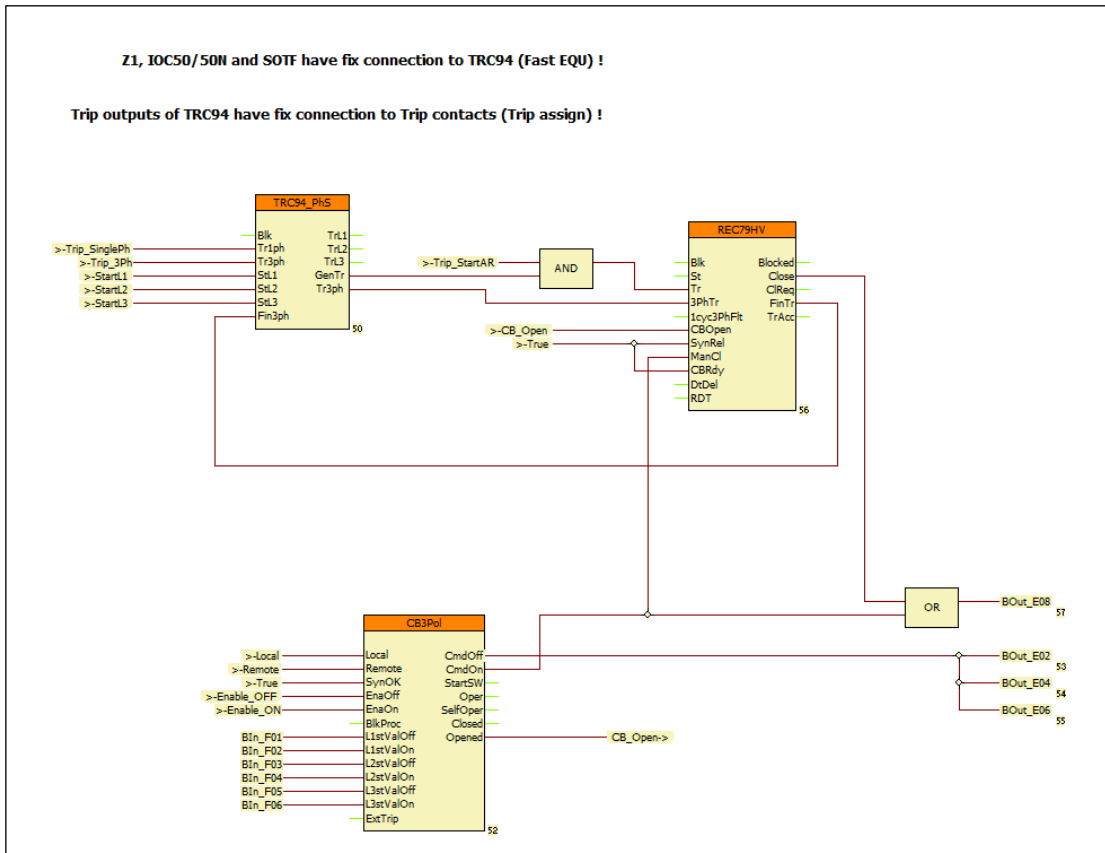 Z1, IOC50/50N and SOTF have fix connection to TRC94 (Fast EQU) !
Trip outputs of TRC94 have fix connection to Trip contacts (Trip assign) !
TRC94_PhS
Blk TrL1
>-Trip_SinglePh Tr1ph TrL2
>-Trip_3Ph Tr3ph TrL3
>-StartL1 StL1 GenTr
>-StartL2 StL2 Tr3ph
>-StartL3 StL3
Fin3ph
50
>-Trip_StartAR
AND
REC79HV
Blk Blocked
St Close
Tr ClReq
3PhTr FinTr
1cyc3PhFlt TrAcc
>-CB_Open CBOpen
>-True SynRel
ManCl
CBRdy
DtDel
RDT
56
CB3Pol
>-Local Local CmdOff
>-Remote Remote CmdOn
>-True SynOK StartSW
>-Enable_OFF EnaOff Oper
>-Enable_ON EnaOn SelfOper
BlkProc Closed
BIn_F01 L1stValOff Opened
BIn_F02 L1stValOn
BIn_F03 L2stValOff
BIn_F04 L2stValOn
BIn_F05 L3stValOff
BIn_F06 L3stValOn
ExtTrip
52
CB_Open->
OR
BOut_E08
57
BOut_E02
53
BOut_E04
54
BOut_E06
55